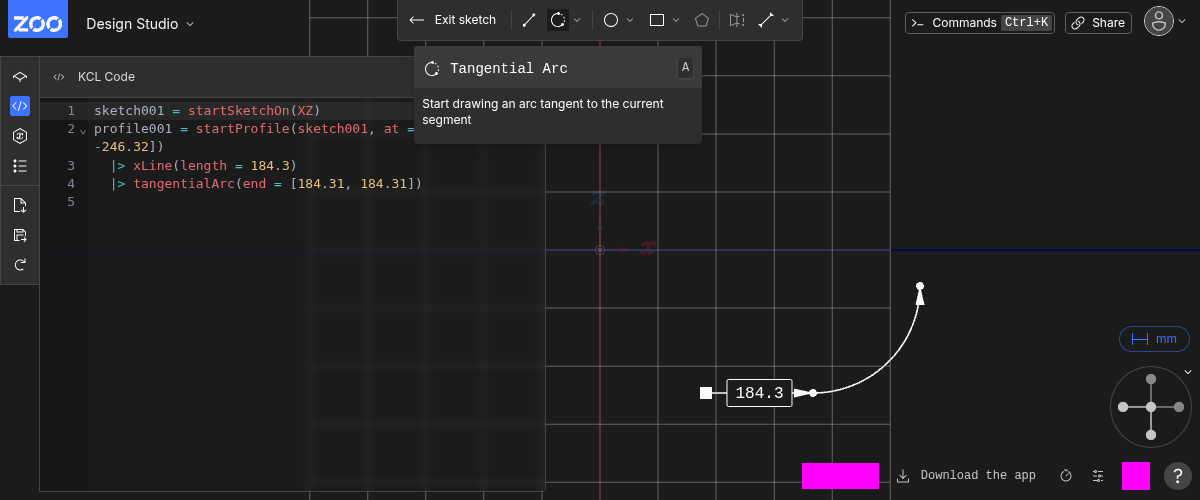 ZOO
Design Studio
Exit sketch
Commands Ctrl+K
Share
Tangential Arc
A
Start drawing an arc tangent to the current
segment
KCL Code
1 sketch001 = startSketchOn(XZ)
2 profile001 = startProfile(sketch001, at =
-246.32])
3 |> xLine(length = 184.3)
4 |> tangentialArc(end = [184.31, 184.31])
5
z
x
184.3
mm
Download the app
?